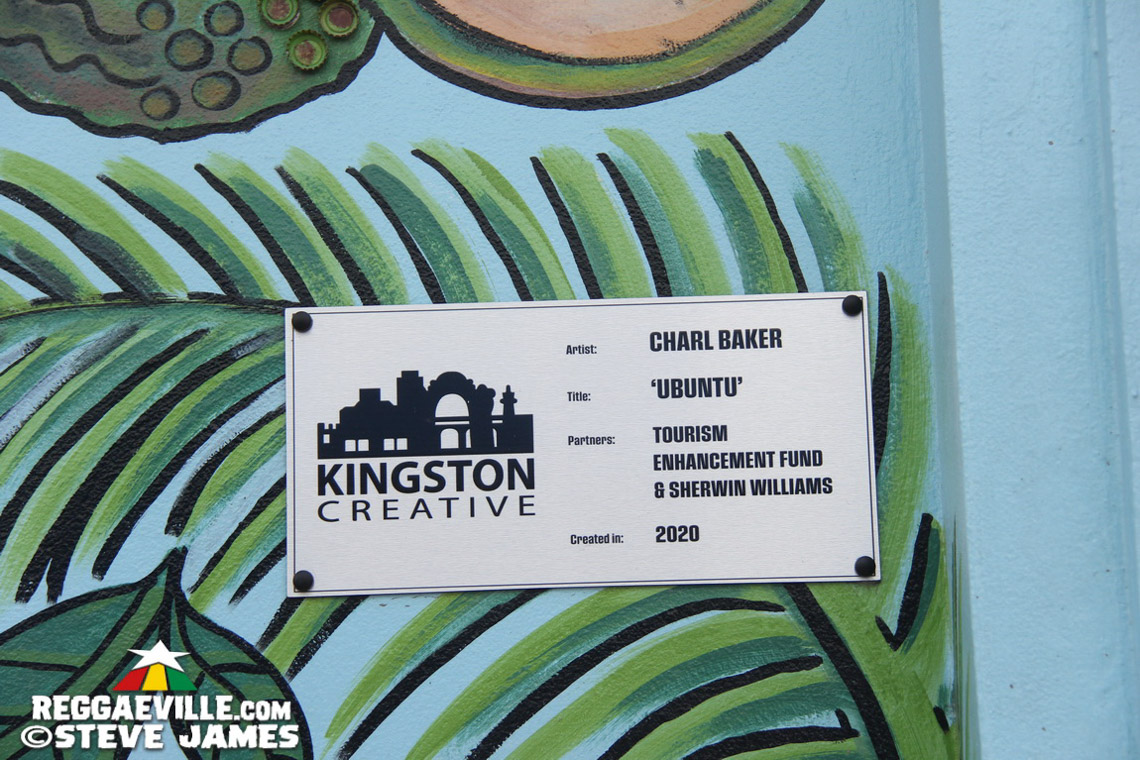 KINGSTON
CREATIVE
Artist: CHARL BAKER
Title: ‘UBUNTU’
Partners: TOURISM
ENHANCEMENT FUND
& SHERWIN WILLIAMS
Created in: 2020
REGGAEVILLE.COM
©STEVE JAMES